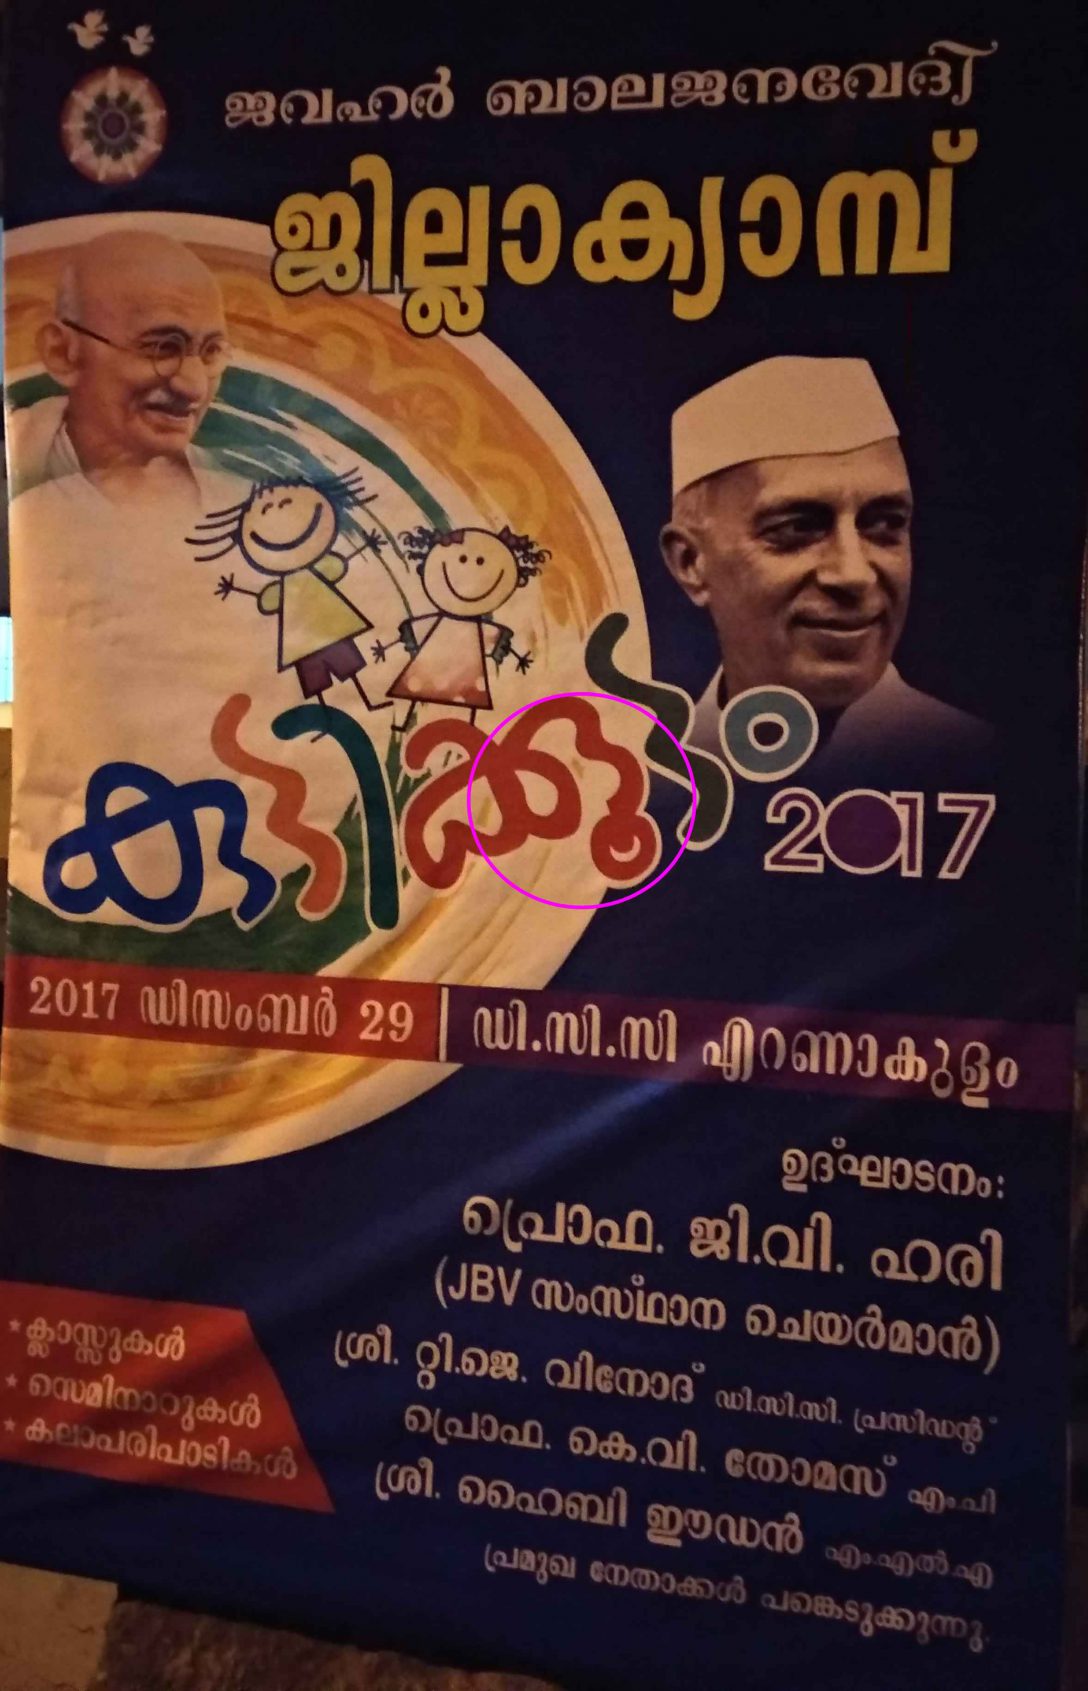 ജവഹർ ബാലജനവേദി
ജില്ലാക്യാമ്പ്
കുട്ടിക്കൂട്ടം
2017
2017 ഡിസംബർ 29 | ഡി.സി.സി എറണാകുളം
ഉദ്ഘാടനം:
പ്രൊഫ. ജി.വി. ഹരി
(JBV സംസ്ഥാന ചെയർമാൻ)
ശ്രീ. റ്റി.ജെ. വിനോദ് ഡി.സി.സി. പ്രസിഡന്റ്
പ്രൊഫ. കെ.വി. തോമസ് എം.പി
ശ്രീ. ഹൈബി ഈഡൻ എം.എൽ.എ
പ്രമുഖ നേതാക്കൾ പങ്കെടുക്കുന്നു.
* ക്ലാസ്സുകൾ
* സെമിനാറുകൾ
* കലാപരിപാടികൾ